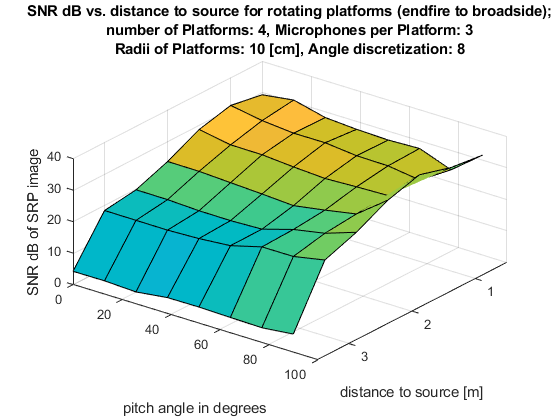 SNR dB vs. distance to source for rotating platforms (endfire to broadside);
number of Platforms: 4, Microphones per Platform: 3
Radii of Platforms: 10 [cm], Angle discretization: 8
SNR dB of SRP image
40
30
20
10
0
0
20
40
60
80
100
pitch angle in degrees
3
2
1
distance to source [m]